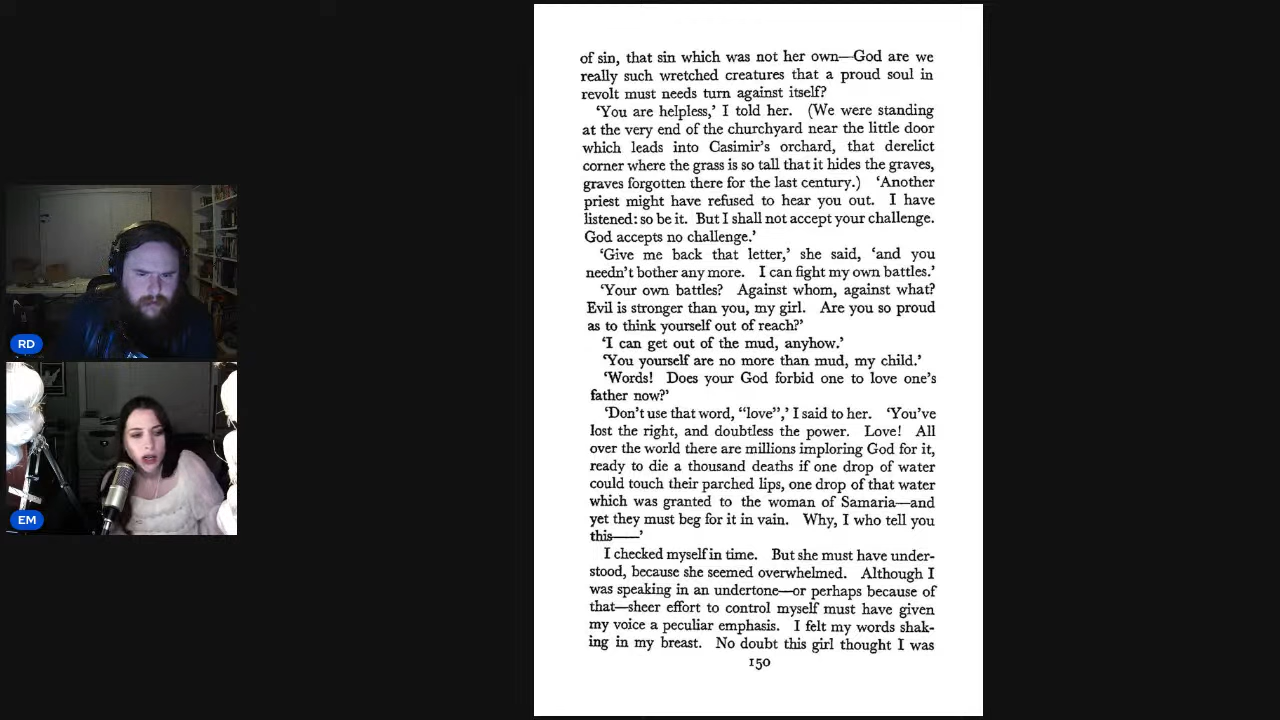 of sin, that sin which was not her own—God are we
really such wretched creatures that a proud soul in
revolt must needs turn against itself?
‘You are helpless,’ I told her. (We were standing
at the very end of the churchyard near the little door
which leads into Casimir’s orchard, that derelict
corner where the grass is so tall that it hides the graves,
graves forgotten there for the last century.) ‘Another
priest might have refused to hear you out. I have
listened: so be it. But I shall not accept your challenge.
God accepts no challenge.’
‘Give me back that letter,’ she said, ‘and you
needn’t bother any more. I can fight my own battles.’
‘Your own battles? Against whom, against what?
Evil is stronger than you, my girl. Are you so proud
as to think yourself out of reach?’
‘I can get out of the mud, anyhow.’
‘You yourself are no more than mud, my child.’
‘Words! Does your God forbid one to love one’s
father now?’
‘Don’t use that word, “love”,’ I said to her. ‘You’ve
lost the right, and doubtless the power. Love! All
over the world there are millions imploring God for it,
ready to die a thousand deaths if one drop of water
could touch their parched lips, one drop of that water
which was granted to the woman of Samaria—and
yet they must beg for it in vain. Why, I who tell you
this——’
I checked myself in time. But she must have under-
stood, because she seemed overwhelmed. Although I
was speaking in an undertone—or perhaps because of
that—sheer effort to control myself must have given
my voice a peculiar emphasis. I felt my words shak-
ing in my breast. No doubt this girl thought I was
150
RD
EM